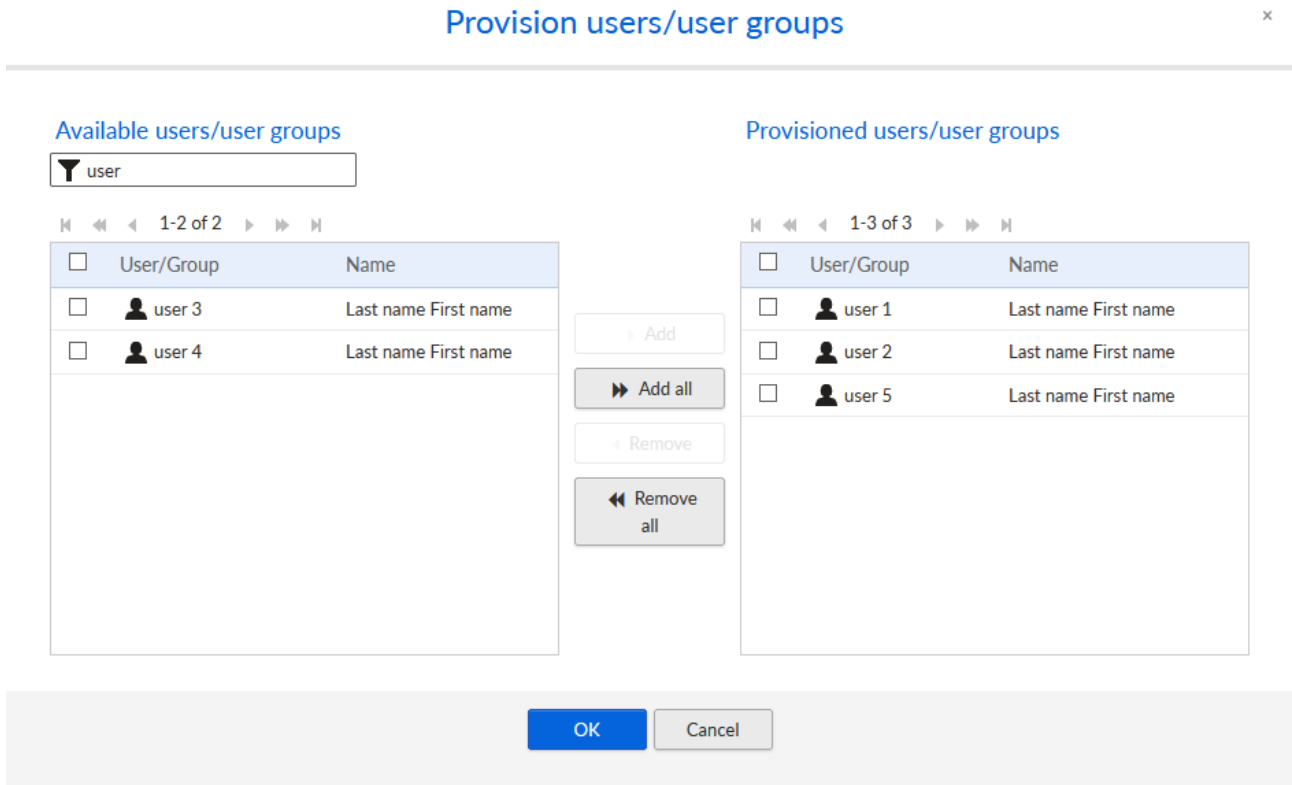 Provision users/user groups
x
Available users/user groups
user
1-2 of 2
User/Group Name
user 3 Last name First name
user 4 Last name First name
Add
Add all
Remove
Remove
all
Provisioned users/user groups
1-3 of 3
User/Group Name
user 1 Last name First name
user 2 Last name First name
user 5 Last name First name
OK
Cancel